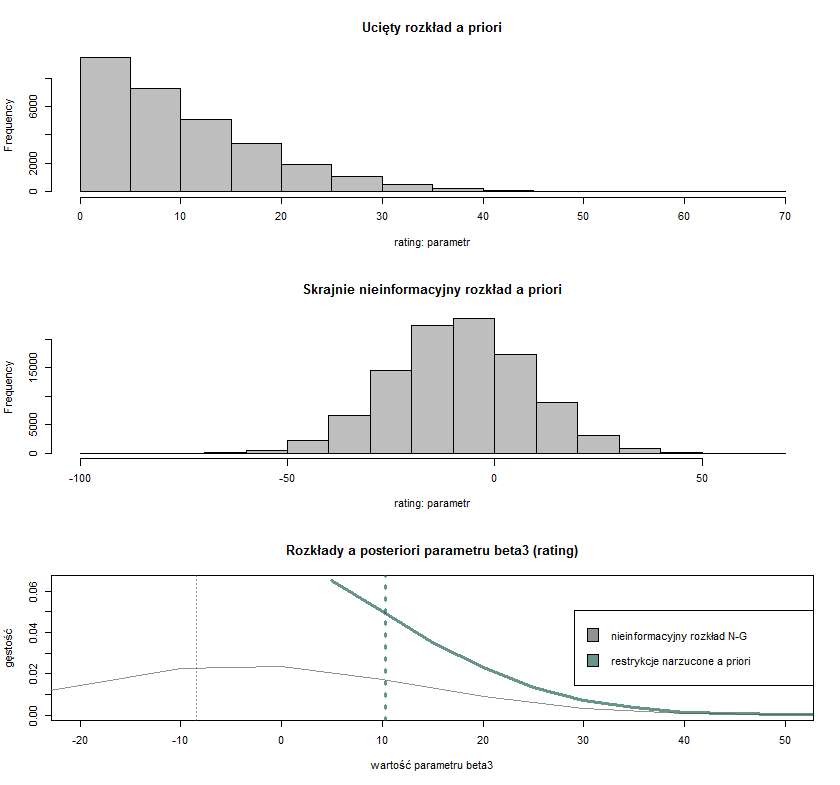 Ucięty rozkład a priori
Frequency
6000
2000
0
0 10 20 30 40 50 60 70
rating: parametr
Skrajnie nieinformacyjny rozkład a priori
Frequency
15000
5000
0
-100 -50 0 50
rating: parametr
Rozkłady a posteriori parametru beta3 (rating)
gęstość
0.06
0.04
0.02
0.00
nieinformacyjny rozkład N-G
restrykcje narzucone a priori
-20 -10 0 10 20 30 40 50
wartość parametru beta3